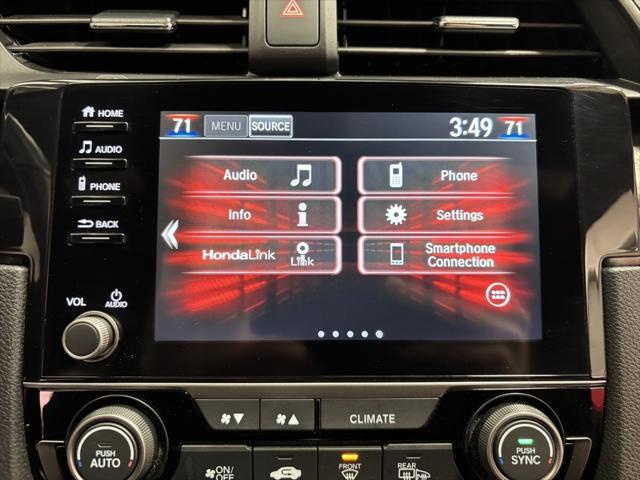 HOME
71 MENU SOURCE 3:49 71
AUDIO
Audio Phone
PHONE
Info Settings
BACK
HondaLink Link Smartphone Connection
VOL AUDIO
CLIMATE
PUSH AUTO
PUSH SYNC
ON/OFF
FRONT
REAR